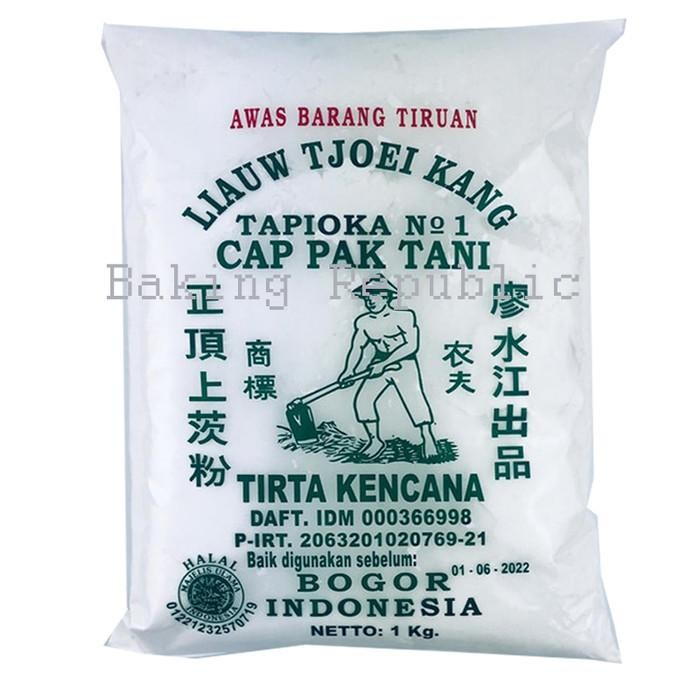 AWAS BARANG TIRUAN
LIAUW TJOEI KANG
TAPIOKA Nº 1
CAP PAK TANI
Baking Republic
正頂上茨粉
商標
农夫
廖水江出品
TIRTA KENCANA
DAFT. IDM 000366998
P-IRT. 2063201020769-21
Baik digunakan sebelum:
01 - 06 - 2022
BOGOR
INDONESIA
NETTO: 1 Kg.
HALAL
MAJELIS ULAMA
INDONESIA
01221232570719